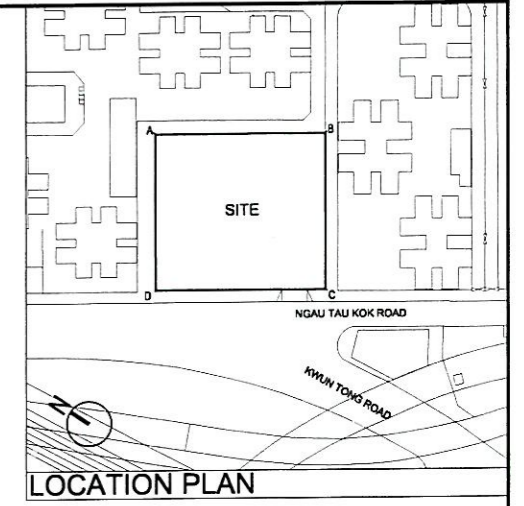 A
B
SITE
D
C
NGAU TAU KOK ROAD
KWUN TONG ROAD
N
LOCATION PLAN